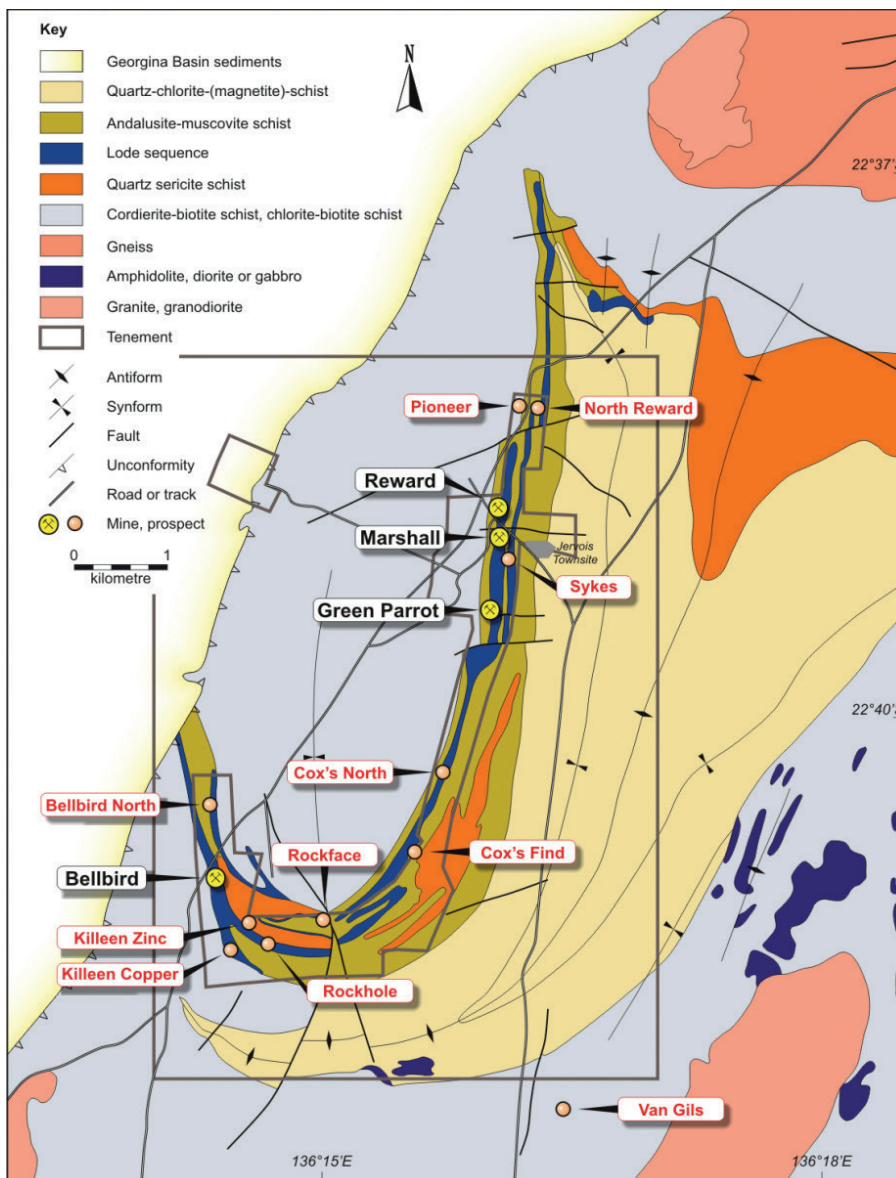 Key
Georgina Basin sediments
Quartz-chlorite-(magnetite)-schist
Andalusite-muscovite schist
Lode sequence
Quartz sericite schist
Cordierite-biotite schist, chlorite-biotite schist
Gneiss
Amphidolite, diorite or gabbro
Granite, granodiorite
Tenement
Antiform
Synform
Fault
Unconformity
Road or track
Mine, prospect
0 1
kilometre
N
22°37's
Pioneer
North Reward
Reward
Marshall
Jervois
Townsite
Sykes
Green Parrot
22°40's
Cox's North
Bellbird North
Rockface
Cox's Find
Bellbird
Killeen Zinc
Killeen Copper
Rockhole
Van Gils
136°15'E
136°18'E